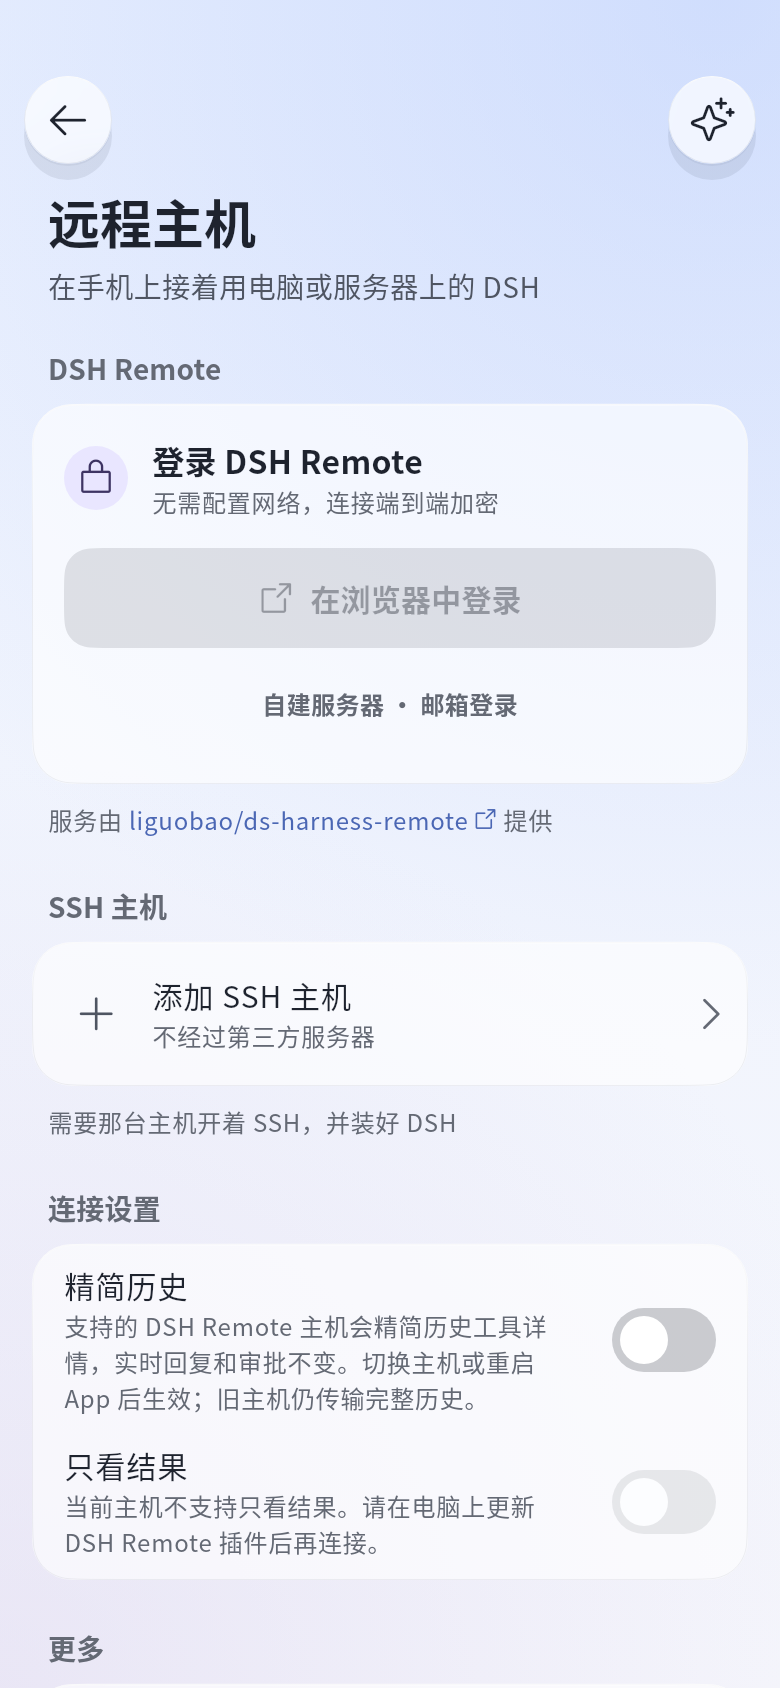 远程主机
在手机上接着用电脑或服务器上的 DSH
DSH Remote
登录 DSH Remote
无需配置网络，连接端到端加密
在浏览器中登录
自建服务器 · 邮箱登录
服务由 liguobao/ds-harness-remote 提供
SSH 主机
添加 SSH 主机
不经过第三方服务器
需要那台主机开着 SSH，并装好 DSH
连接设置
精简历史
支持的 DSH Remote 主机会精简历史工具详
情，实时回复和审批不变。切换主机或重启
App 后生效；旧主机仍传输完整历史。
只看结果
当前主机不支持只看结果。请在电脑上更新
DSH Remote 插件后再连接。
更多